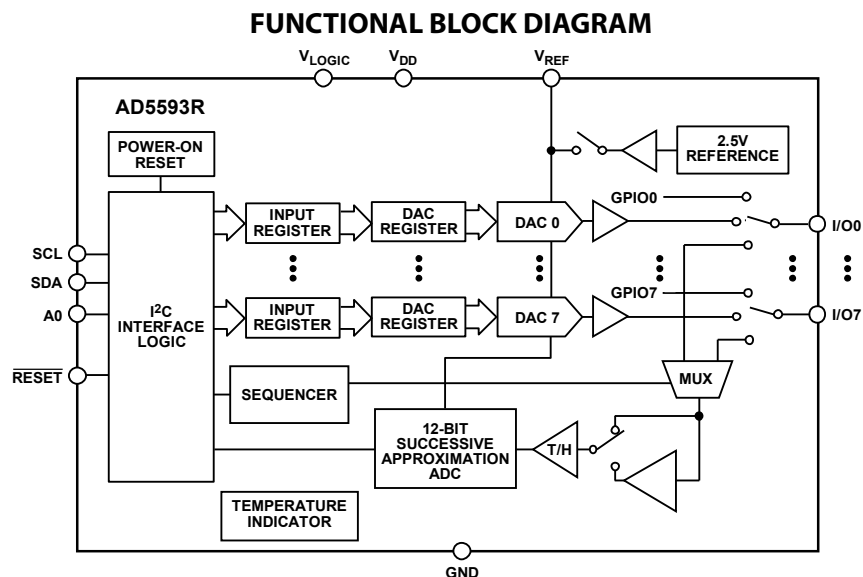 FUNCTIONAL BLOCK DIAGRAM
VLOGIC
VDD
VREF
AD5593R
POWER-ON
RESET
2.5V
REFERENCE
GPIO0
INPUT
REGISTER
DAC
REGISTER
DAC 0
I/O0
SCL
SDA
A0
RESET
I2C
INTERFACE
LOGIC
GPIO7
INPUT
REGISTER
DAC
REGISTER
DAC 7
I/O7
SEQUENCER
MUX
12-BIT
SUCCESSIVE
APPROXIMATION
ADC
T/H
TEMPERATURE
INDICATOR
GND